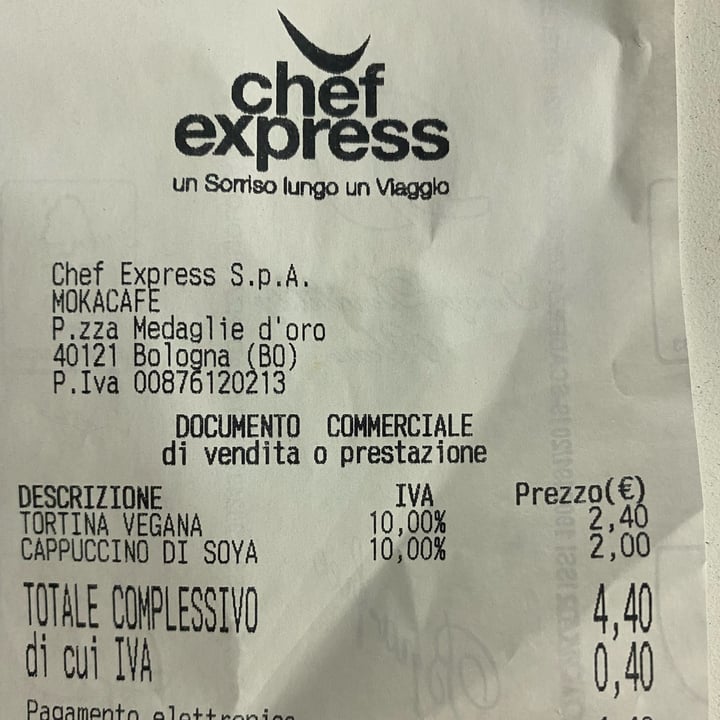 chef
express
un Sorriso lungo un Viaggio
Chef Express S.p.A.
MOKACAFE
P.zza Medaglie d'oro
40121 Bologna (BO)
P.Iva 00876120213
DOCUMENTO COMMERCIALE
di vendita o prestazione
DESCRIZIONE IVA Prezzo(€)
TORTINA VEGANA 10,00% 2,40
CAPPUCCINO DI SOYA 10,00% 2,00
TOTALE COMPLESSIVO 4,40
di cui IVA 0,40
Pagamento elettronico